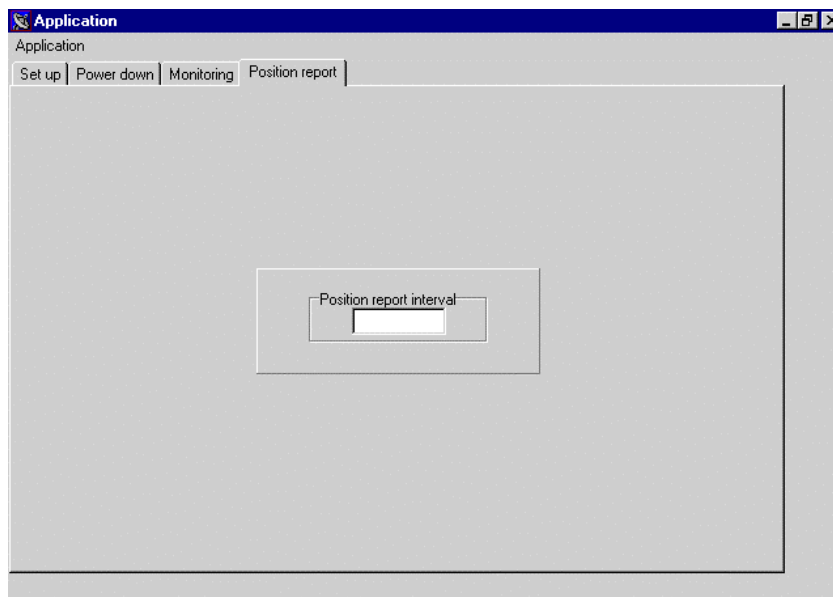 Application
Application
Set up Power down Monitoring Position report
Position report interval